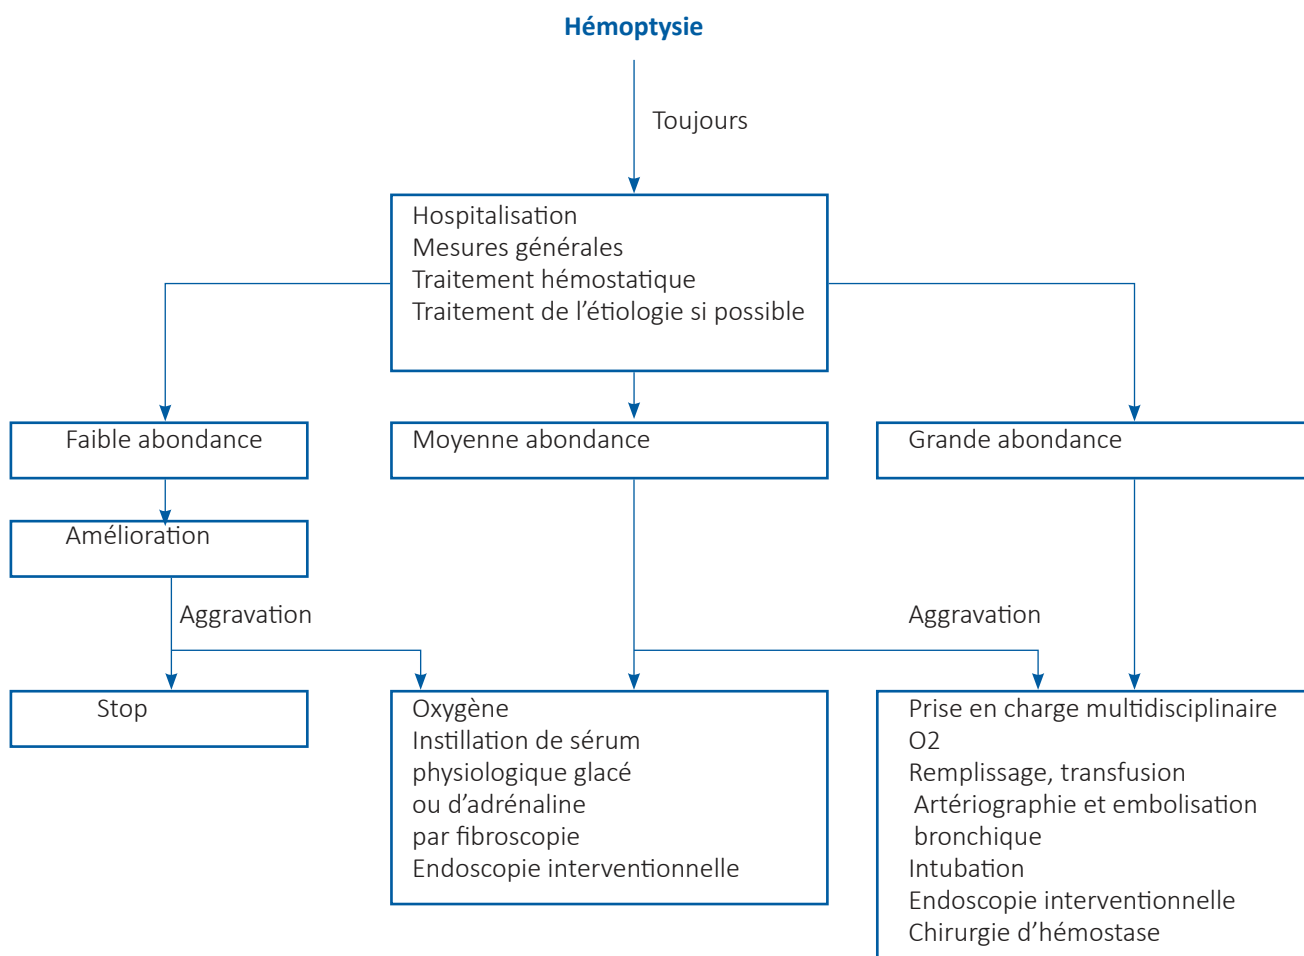 Hémoptysie
Toujours
Hospitalisation
Mesures générales
Traitement hémostatique
Traitement de l’étiologie si possible
Faible abondance
Moyenne abondance
Grande abondance
Amélioration
Aggravation
Aggravation
Stop
Oxygène
Instillation de sérum
physiologique glacé
ou d’adrénaline
par fibroscopie
Endoscopie interventionnelle
Prise en charge multidisciplinaire
O2
Remplissage, transfusion
Artériographie et embolisation
bronchique
Intubation
Endoscopie interventionnelle
Chirurgie d’hémostase